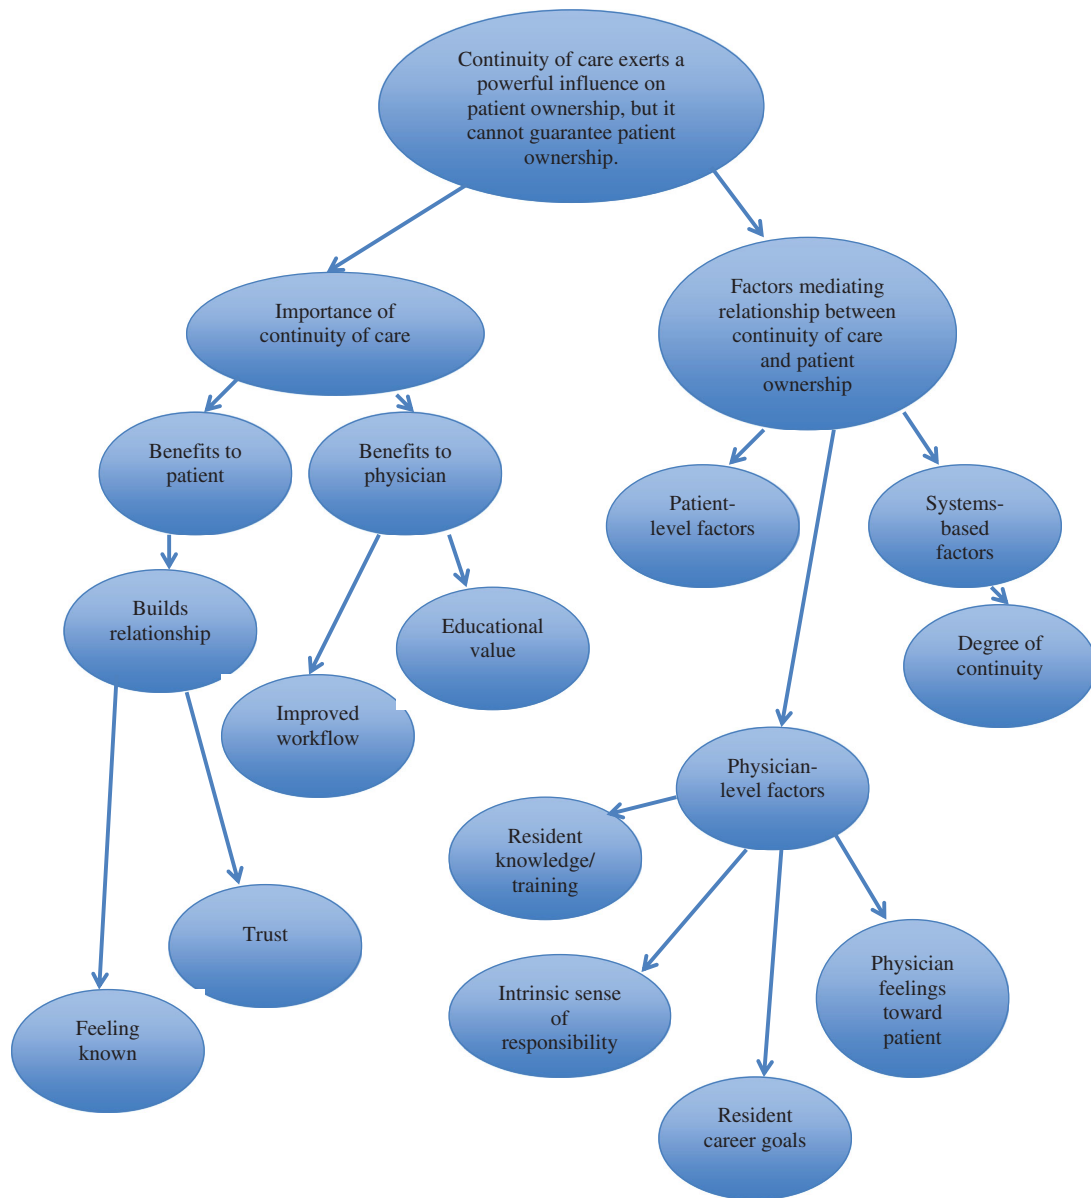 Continuity of care exerts a
powerful influence on
patient ownership, but it
cannot guarantee patient
ownership.
Importance of
continuity of care
Factors mediating
relationship between
continuity of care
and patient
ownership
Benefits to
patient
Benefits to
physician
Patient-
level factors
Systems-
based
factors
Builds
relationship
Educational
value
Degree of
continuity
Improved
workflow
Physician-
level factors
Resident
knowledge/
training
Trust
Physician
feelings
toward
patient
Intrinsic sense
of
responsibility
Feeling
known
Resident
career goals